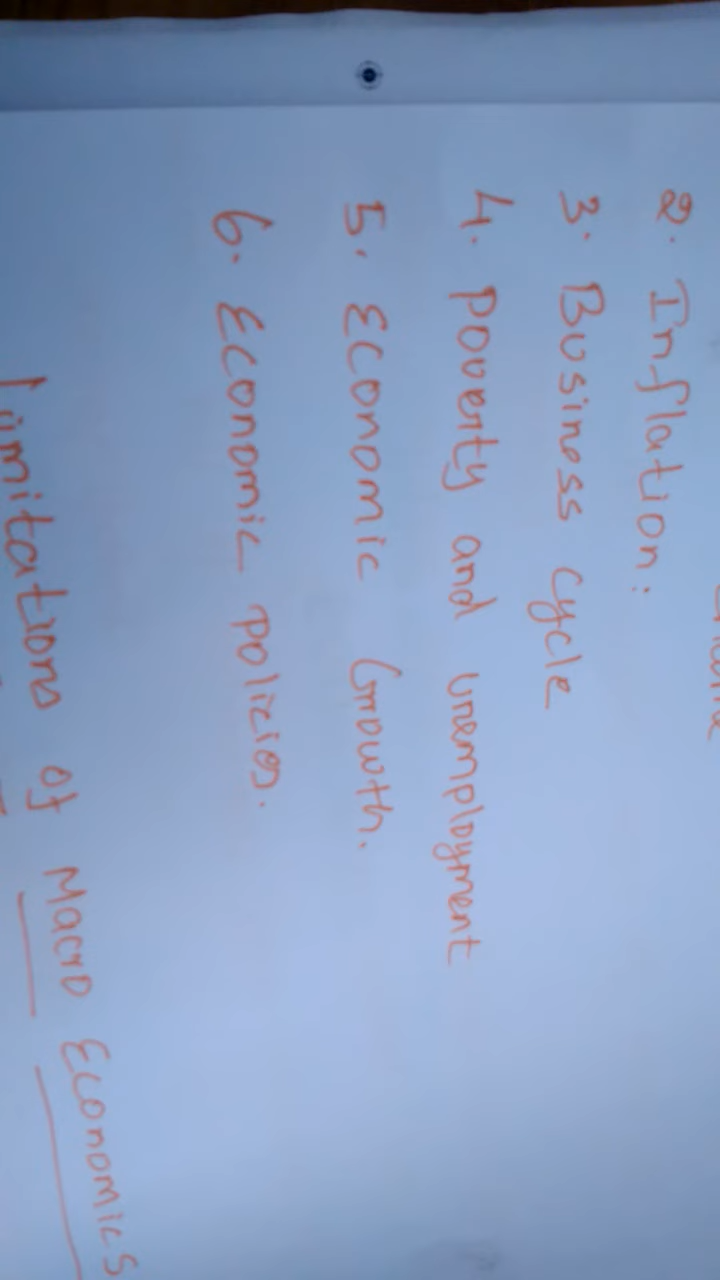 2. Inflation:
3. Business cycle
4. Poverty and Unemployment
5. Economic Growth.
6. Economic policies.
Limitations of Macro Economics